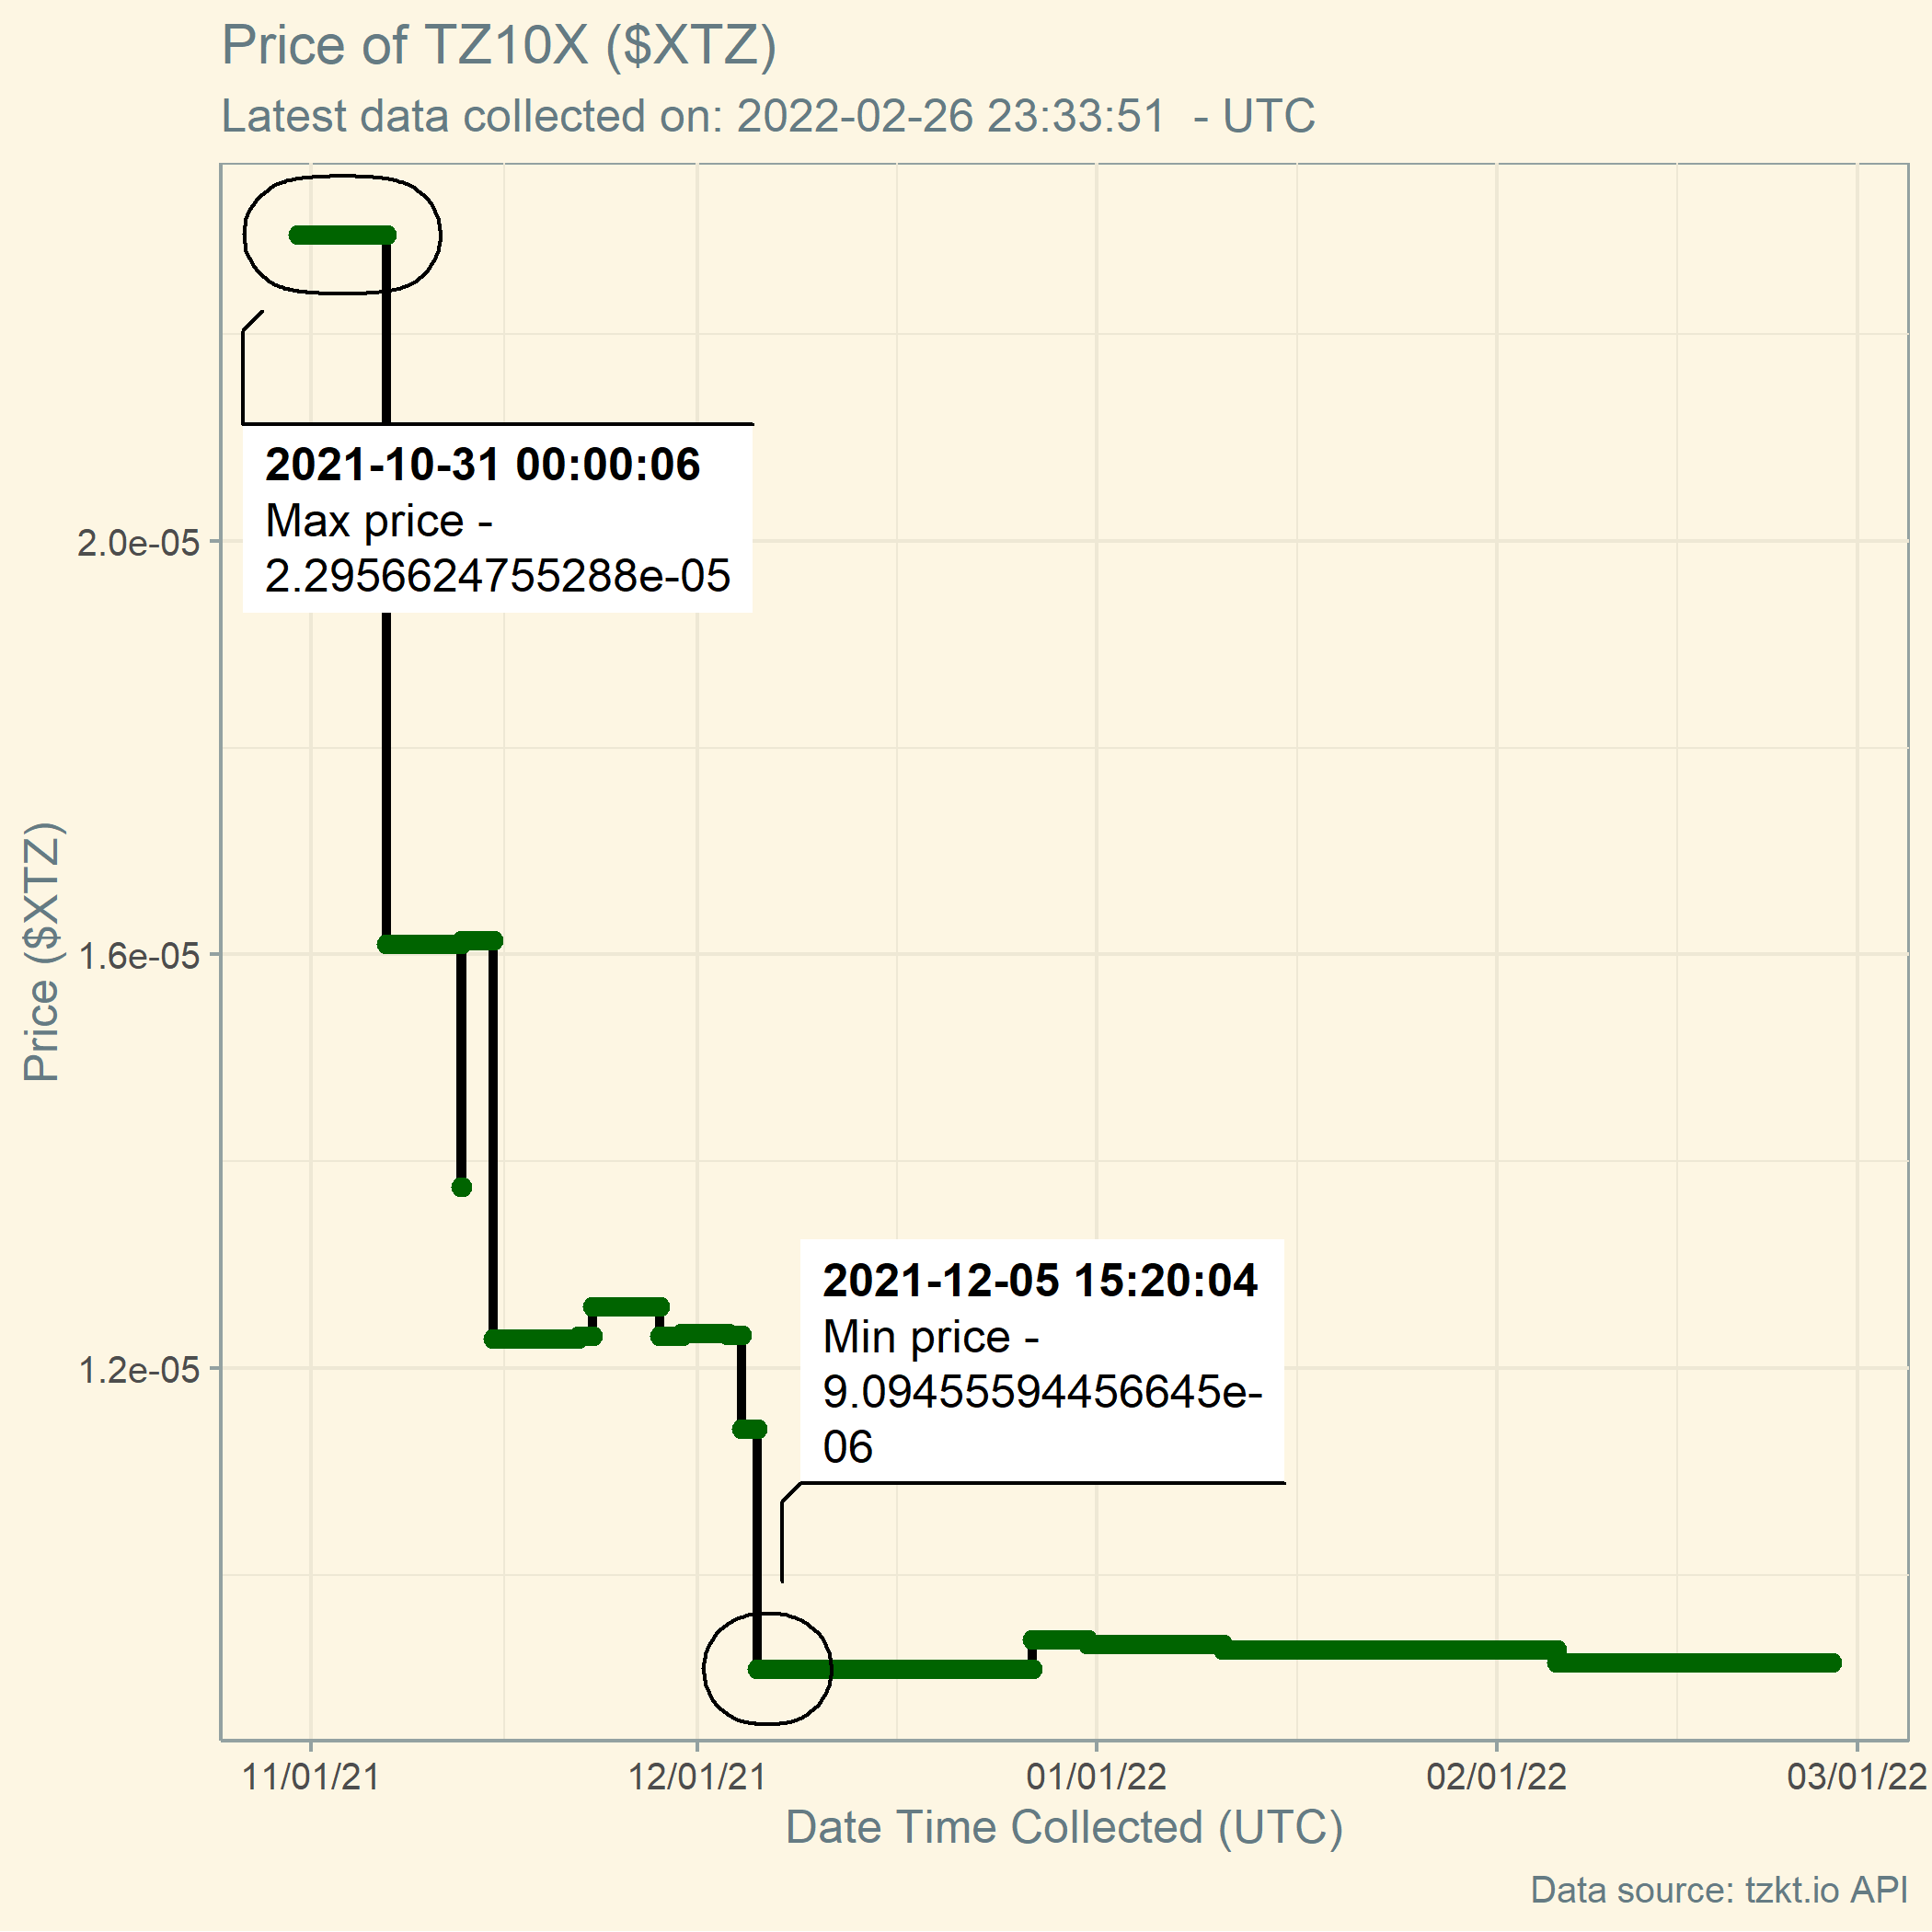 Price of TZ10X ($XTZ)
Latest data collected on: 2022-02-26 23:33:51  - UTC
2021-10-31 00:00:06
Max price -
2.2956624755288e-05
2.0e-05
1.6e-05
1.2e-05
Price ($XTZ)
2021-12-05 15:20:04
Min price -
9.09455594456645e-
06
11/01/21
12/01/21
01/01/22
02/01/22
03/01/22
Date Time Collected (UTC)
Data source: tzkt.io API